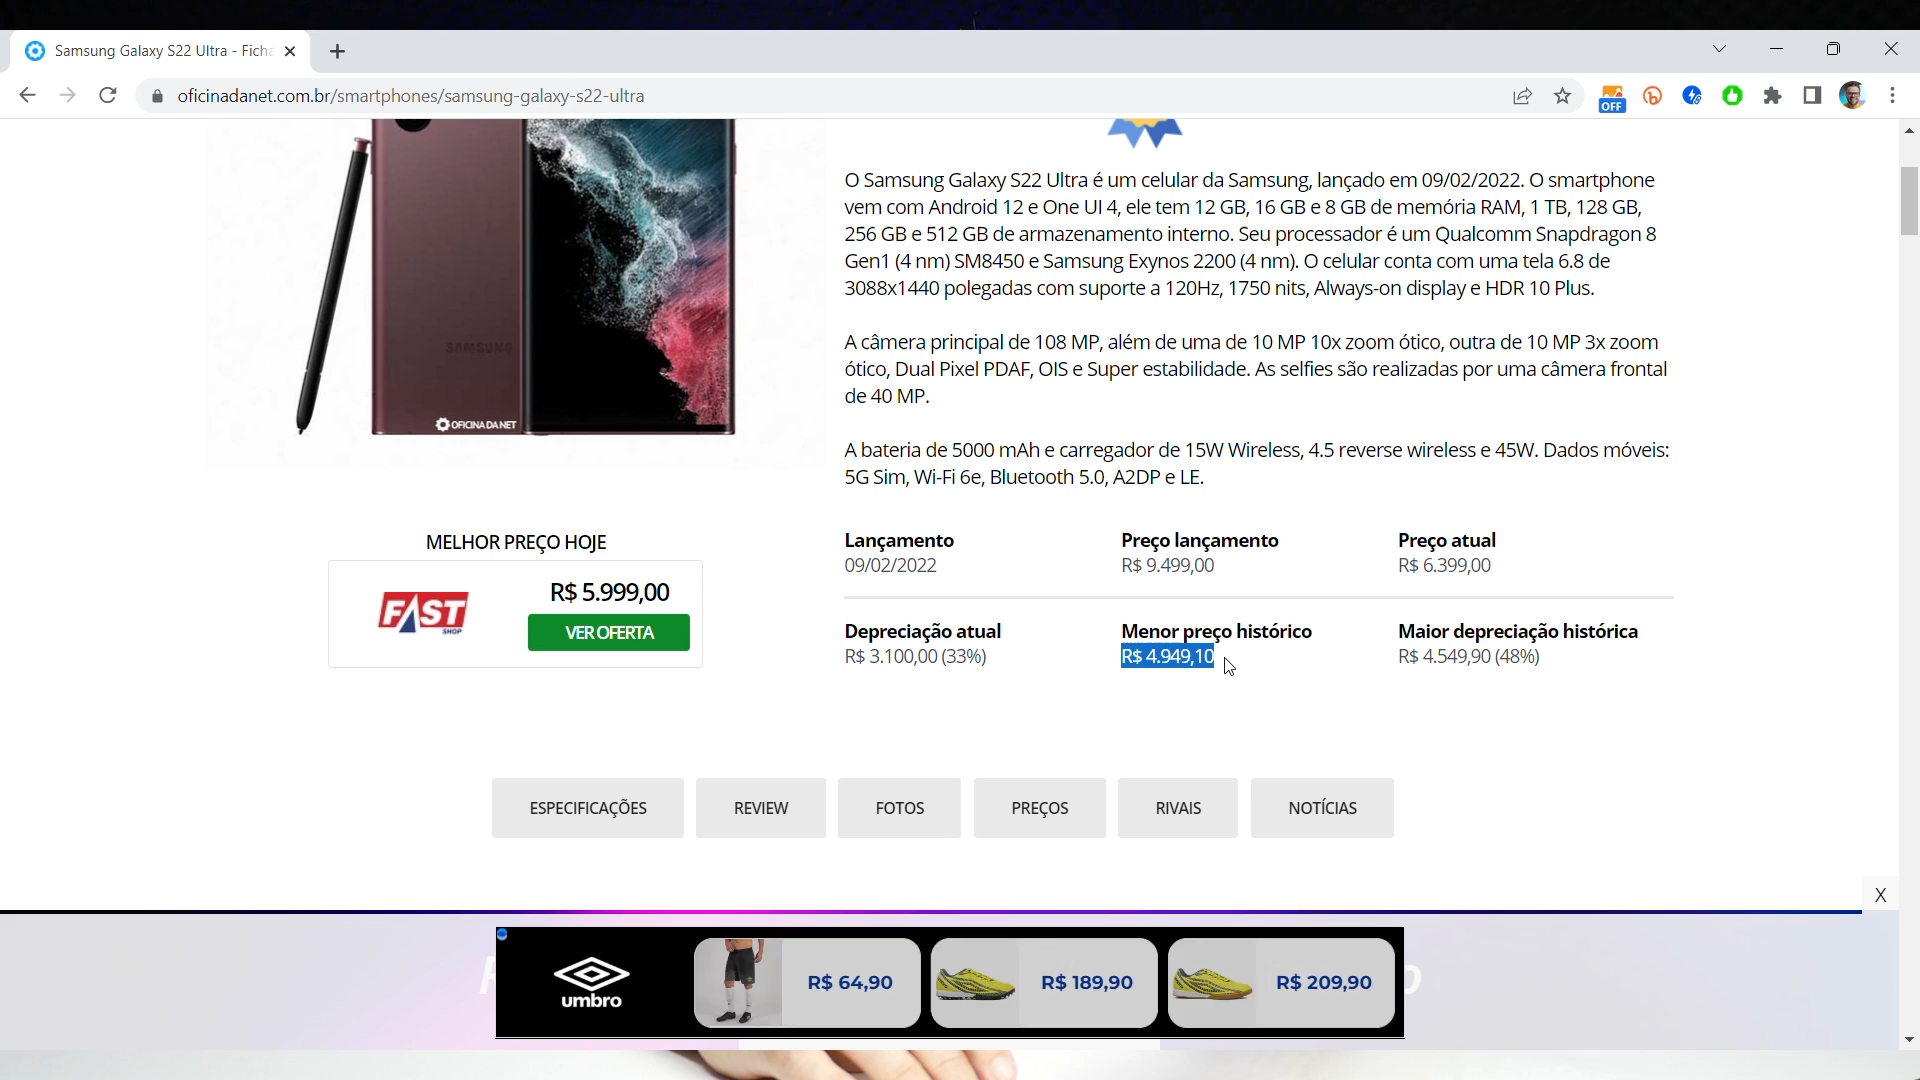 Samsung Galaxy S22 Ultra - Ficha
oficinadanet.com.br/smartphones/samsung-galaxy-s22-ultra
OFF
SAMSUNG
OFICINA DA NET
O Samsung Galaxy S22 Ultra é um celular da Samsung, lançado em 09/02/2022. O smartphone
vem com Android 12 e One UI 4, ele tem 12 GB, 16 GB e 8 GB de memória RAM, 1 TB, 128 GB,
256 GB e 512 GB de armazenamento interno. Seu processador é um Qualcomm Snapdragon 8
Gen1 (4 nm) SM8450 e Samsung Exynos 2200 (4 nm). O celular conta com uma tela 6.8 de
3088x1440 polegadas com suporte a 120Hz, 1750 nits, Always-on display e HDR 10 Plus.
A câmera principal de 108 MP, além de uma de 10 MP 10x zoom ótico, outra de 10 MP 3x zoom
ótico, Dual Pixel PDAF, OIS e Super estabilidade. As selfies são realizadas por uma câmera frontal
de 40 MP.
A bateria de 5000 mAh e carregador de 15W Wireless, 4.5 reverse wireless e 45W. Dados móveis:
5G Sim, Wi-Fi 6e, Bluetooth 5.0, A2DP e LE.
MELHOR PREÇO HOJE
FAST
SHOP
R$ 5.999,00
VER OFERTA
Lançamento
09/02/2022
Preço lançamento
R$ 9.499,00
Preço atual
R$ 6.399,00
Depreciação atual
R$ 3.100,00 (33%)
Menor preço histórico
R$ 4.949,10
Maior depreciação histórica
R$ 4.549,90 (48%)
ESPECIFICAÇÕES
REVIEW
FOTOS
PREÇOS
RIVAIS
NOTÍCIAS
X
umbro
R$ 64,90
R$ 189,90
R$ 209,90